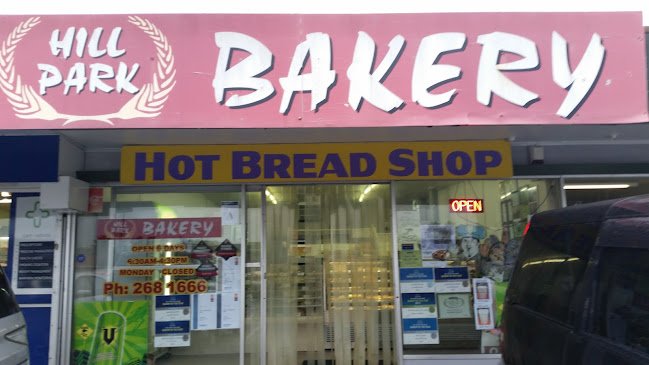 HILL
PARK
BAKERY
HOT BREAD SHOP
OPEN
HILL
PARK
BAKERY
OPEN 6 DAYS
4:30AM-4:30PM
MONDAY CLOSED
Ph: 268 1666
V